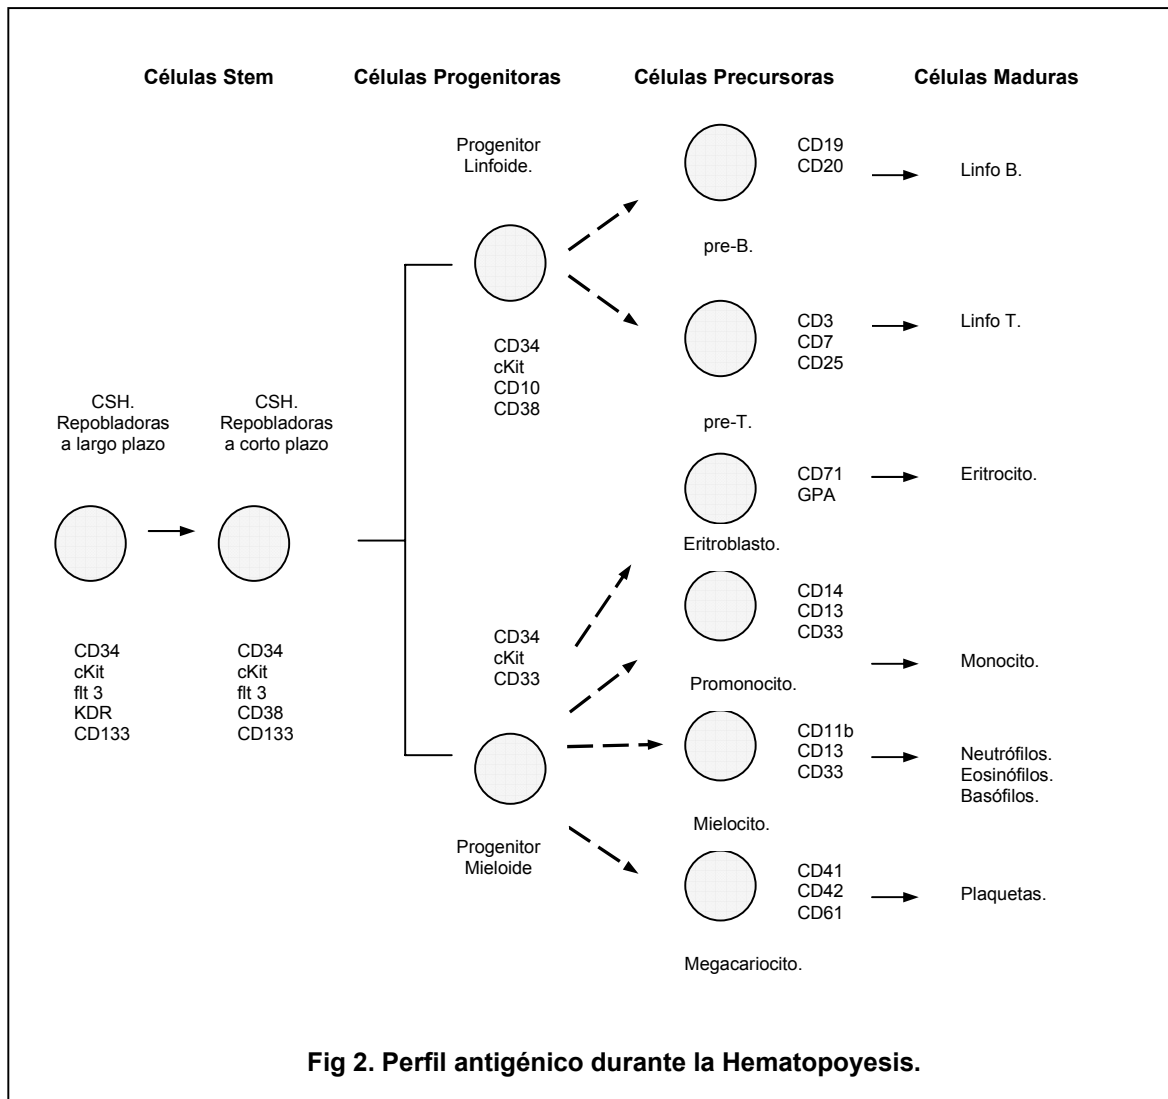 Células Stem
Células Progenitoras
Células Precursoras
Células Maduras
CSH.
Repobladoras
a largo plazo
CD34
cKit
flt 3
KDR
CD133
CSH.
Repobladoras
a corto plazo
CD34
cKit
flt 3
CD38
CD133
Progenitor
Linfoide.
CD34
cKit
CD10
CD38
CD34
cKit
CD33
Progenitor
Mieloide
CD19
CD20
pre-B.
Linfo B.
CD3
CD7
CD25
pre-T.
Linfo T.
CD71
GPA
Eritroblasto.
Eritrocito.
CD14
CD13
CD33
Promonocito.
Monocito.
CD11b
CD13
CD33
Mielocito.
Neutrófilos.
Eosinófilos.
Basófilos.
CD41
CD42
CD61
Megacariocito.
Plaquetas.
Fig 2. Perfil antigénico durante la Hematopoyesis.